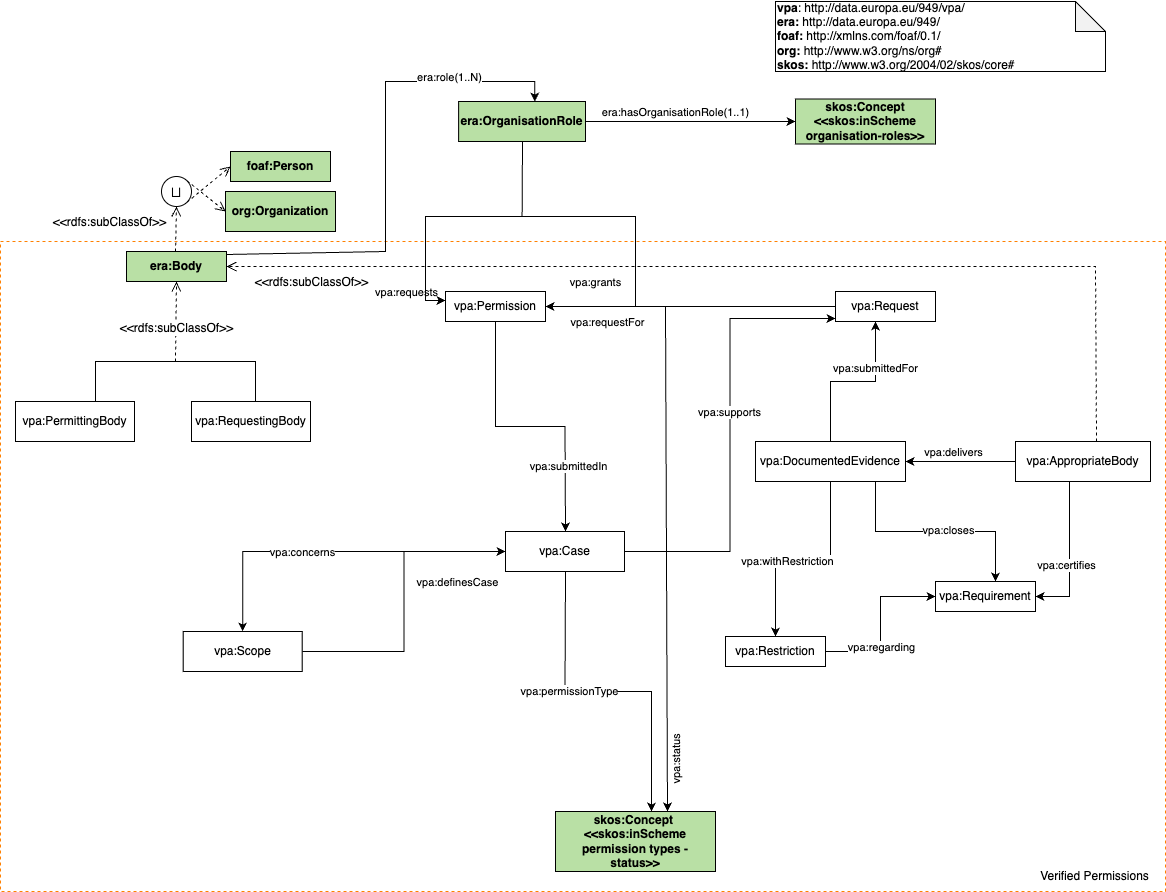 vpa: http://data.europa.eu/949/vpa/
era: http://data.europa.eu/949/
foaf: http://xmlns.com/foaf/0.1/
org: http://www.w3.org/ns/org#
skos: http://www.w3.org/2004/02/skos/core#
era:role(1..N)
era:OrganisationRole
era:hasOrganisationRole(1..1)
skos:Concept
<<skos:inScheme
organisation-roles>>
foaf:Person
⊔
org:Organization
<<rdfs:subClassOf>>
era:Body
<<rdfs:subClassOf>>
vpa:grants
vpa:requests
vpa:Permission
vpa:Request
vpa:requestFor
<<rdfs:subClassOf>>
vpa:submittedFor
vpa:PermittingBody
vpa:RequestingBody
vpa:supports
vpa:submittedIn
vpa:DocumentedEvidence
vpa:delivers
vpa:AppropriateBody
vpa:closes
vpa:concerns
vpa:Case
vpa:withRestriction
vpa:certifies
vpa:definesCase
vpa:Requirement
vpa:Scope
vpa:Restriction
vpa:regarding
vpa:permissionType
vpa:status
skos:Concept
<<skos:inScheme
permission types -
status>>
Verified Permissions